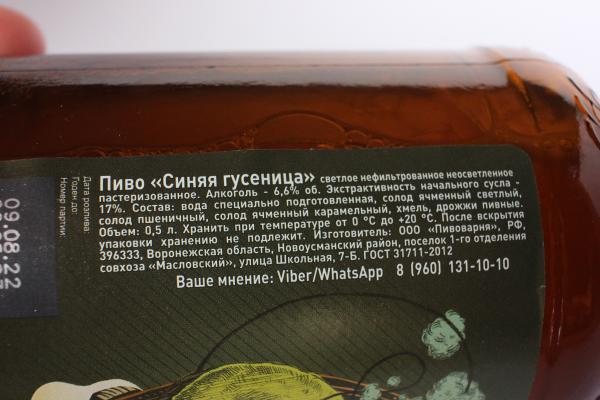 Пиво «Синяя гусеница» светлое нефильтрованное неосветленное
пастеризованное. Алкоголь - 6,6% об. Экстрактивность начального сусла -
17%. Состав: вода специально подготовленная, солод ячменный светлый,
солод пшеничный, солод ячменный карамельный, хмель, дрожжи пивные.
Объем: 0,5 л. Хранить при температуре от 0 °С до +20 °С. После вскрытия
упаковки хранению не подлежит. Изготовитель: ООО «Пивоварня», РФ,
396333, Воронежская область, Новоусманский район, поселок 1-го отделения
совхоза «Масловский», улица Школьная, 7-Б. ГОСТ 31711-2012
Ваше мнение: Viber/WhatsApp 8 (960) 131-10-10
Дата розлива:
Годен до:
Номер партии:
09.08.22